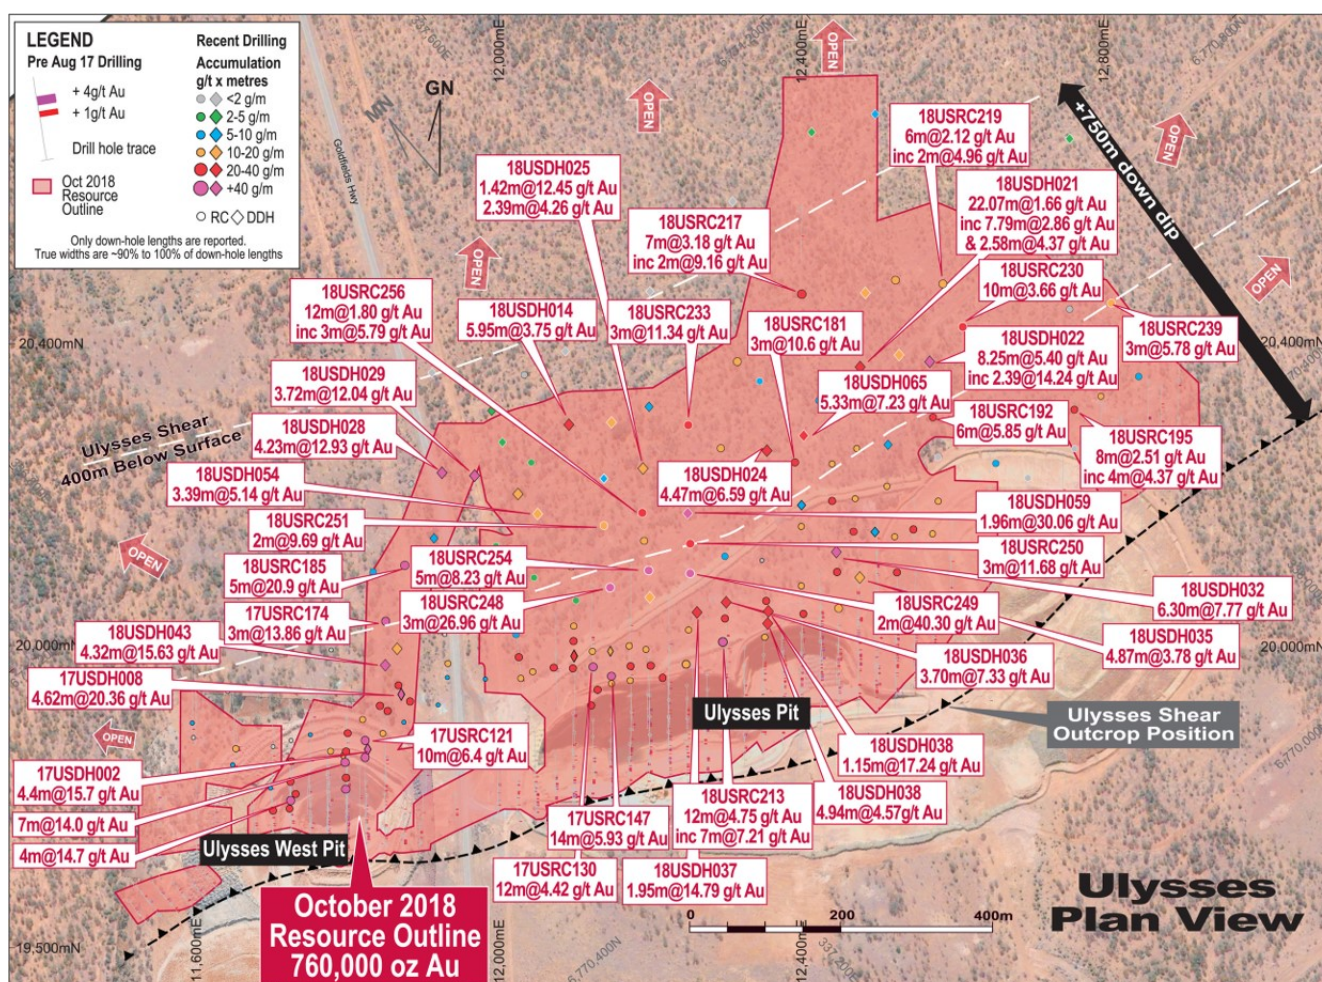 LEGEND
Pre Aug 17 Drilling
+ 4g/t Au
+ 1g/t Au
Drill hole trace
Oct 2018
Resource
Outline
Recent Drilling
Accumulation
g/t x metres
<2 g/m
2-5 g/m
5-10 g/m
10-20 g/m
20-40 g/m
+40 g/m
RC
DDH
Only down-hole lengths are reported.
True widths are ~90% to 100% of down-hole lengths
MN
GN
Goldfields Hwy
12,000mE
12,400mE
12,800mE
OPEN
OPEN
OPEN
OPEN
OPEN
OPEN
OPEN
+750m down dip
18USRC219
6m@2.12 g/t Au
inc 2m@4.96 g/t Au
18USDH025
1.42m@12.45 g/t Au
2.39m@4.26 g/t Au
18USDH021
22.07m@1.66 g/t Au
inc 7.79m@2.86 g/t Au
& 2.58m@4.37 g/t Au
18USRC217
7m@3.18 g/t Au
inc 2m@9.16 g/t Au
18USRC230
10m@3.66 g/t Au
18USRC256
12m@1.80 g/t Au
inc 3m@5.79 g/t Au
18USDH014
5.95m@3.75 g/t Au
18USRC233
3m@11.34 g/t Au
18USRC181
3m@10.6 g/t Au
18USDH022
8.25m@5.40 g/t Au
inc 2.39@14.24 g/t Au
18USRC239
3m@5.78 g/t Au
20,400mN
20,400mN
18USDH029
3.72m@12.04 g/t Au
18USDH065
5.33m@7.23 g/t Au
18USDH028
4.23m@12.93 g/t Au
18USRC192
6m@5.85 g/t Au
18USRC195
8m@2.51 g/t Au
inc 4m@4.37 g/t Au
Ulysses Shear
400m Below Surface
18USDH054
3.39m@5.14 g/t Au
18USDH024
4.47m@6.59 g/t Au
18USDH059
1.96m@30.06 g/t Au
18USRC251
2m@9.69 g/t Au
18USRC250
3m@11.68 g/t Au
18USRC185
5m@20.9 g/t Au
18USRC254
5m@8.23 g/t Au
18USDH032
6.30m@7.77 g/t Au
18USRC248
3m@26.96 g/t Au
18USRC249
2m@40.30 g/t Au
17USRC174
3m@13.86 g/t Au
18USDH043
4.32m@15.63 g/t Au
18USDH035
4.87m@3.78 g/t Au
20,000mN
20,000mN
18USDH036
3.70m@7.33 g/t Au
17USDH008
4.62m@20.36 g/t Au
Ulysses Pit
Ulysses Shear
Outcrop Position
17USRC121
10m@6.4 g/t Au
18USDH038
1.15m@17.24 g/t Au
17USDH002
4.4m@15.7 g/t Au
18USDH038
4.94m@4.57g/t Au
7m@14.0 g/t Au
18USRC213
12m@4.75 g/t Au
inc 7m@7.21 g/t Au
17USRC147
14m@5.93 g/t Au
4m@14.7 g/t Au
Ulysses West Pit
17USRC130
12m@4.42 g/t Au
18USDH037
1.95m@14.79 g/t Au
October 2018
Resource Outline
760,000 oz Au
Ulysses
Plan View
0
200
400m
19,500mN
11,600mE
12,000mE
12,400mE
6,770,400N
337,200E
6,770,000N